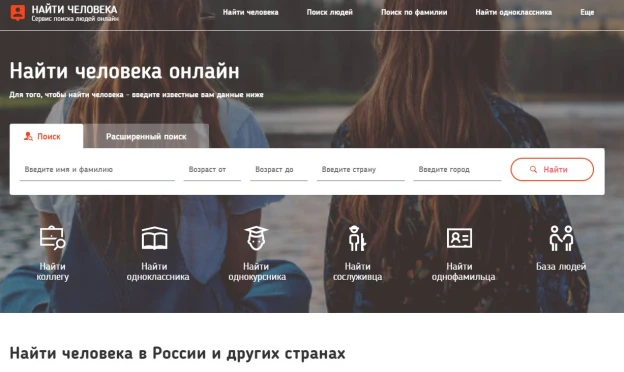 НАЙТИ ЧЕЛОВЕКА
Сервис поиска людей онлайн
Найти человека
Поиск людей
Поиск по фамилии
Найти одноклассника
Еще
Найти человека онлайн
Для того, чтобы найти человека - введите известные вам данные ниже
Поиск
Расширенный поиск
Введите имя и фамилию
Возраст от
Возраст до
Введите страну
Введите город
Найти
Найти
коллегу
Найти
одноклассника
Найти
однокурсника
Найти
сослуживца
Найти
однофамильца
База людей
Найти человека в России и других странах